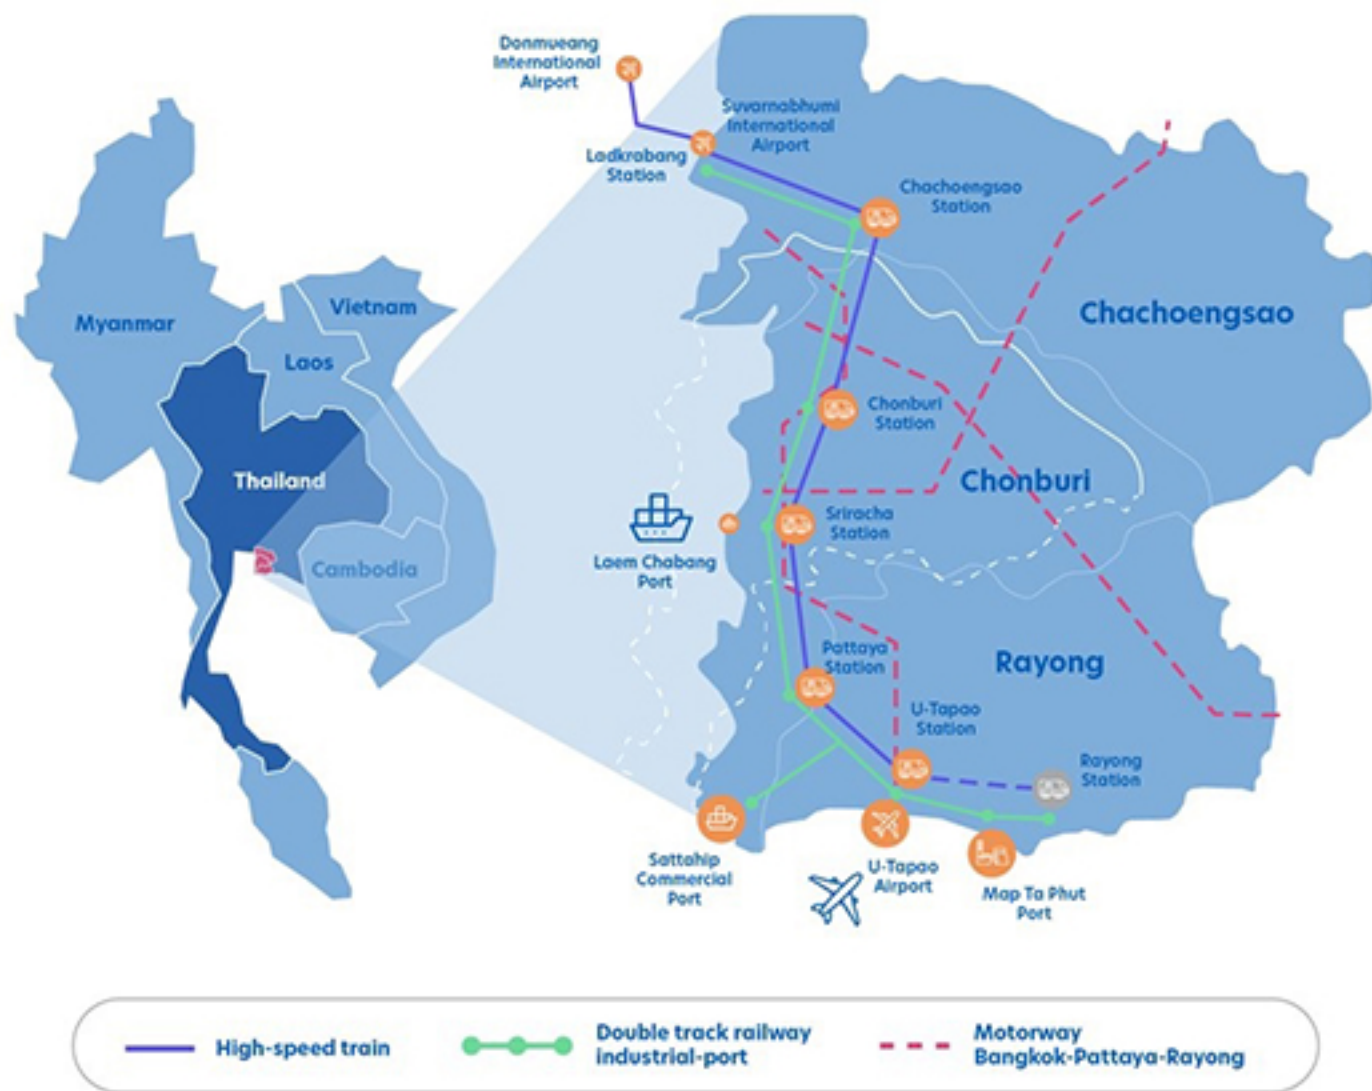 Donmueang
International
Airport
Suvarnabhumi
International
Airport
Ladkrabang
Station
Chachoengsao
Station
Myanmar
Vietnam
Laos
Thailand
Cambodia
Chachoengsao
Chonburi
Station
Chonburi
Sriracha
Station
Laem Chabang
Port
Pattaya
Station
Rayong
U-Tapao
Station
Rayong
Station
Sattahip
Commercial
Port
U-Tapao
Airport
Map Ta Phut
Port
High-speed train
Double track railway
industrial-port
Motorway
Bangkok-Pattaya-Rayong